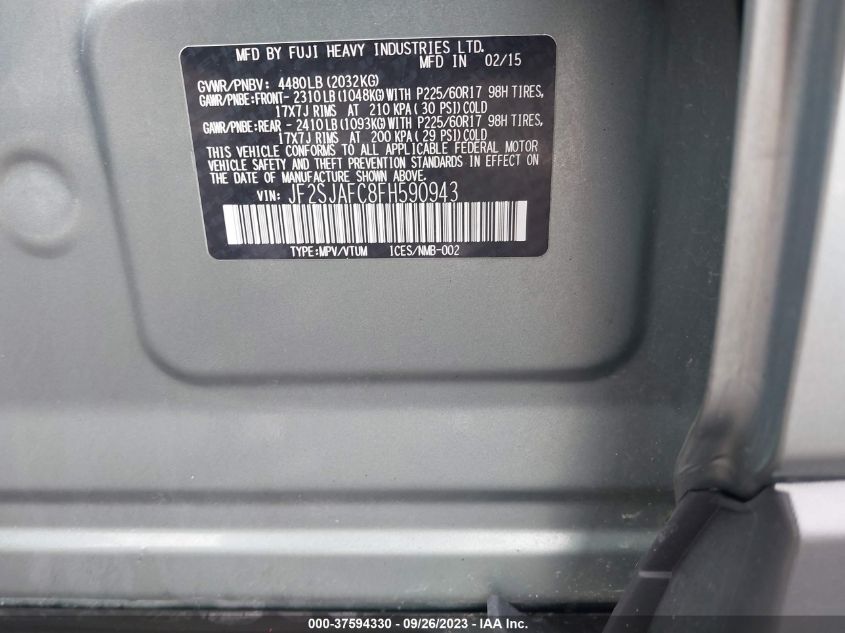 MFD BY FUJI HEAVY INDUSTRIES LTD.
MFD IN 02/15
GVWR/PNBV: 4480LB(2032KG)
GAWR/PNBE:FRONT-2310LB(1048KG)WITH P225/60R17 98H TIRES,
17X7J RIMS AT 210 KPA(30 PSI)COLD
GAWR/PNBE:REAR -2410LB(1093KG)WITH P225/60R17 98H TIRES,
17X7J RIMS AT 200 KPA(29 PSI)COLD
THIS VEHICLE CONFORMS TO ALL APPLICABLE FEDERAL MOTOR
VEHICLE SAFETY AND THEFT PREVENTION STANDARDS IN EFFECT ON
THE DATE OF MANUFACTURE SHOWN ABOVE.
VIN: JF2SJAFC8FH590943
TYPE:MPV/VTUM ICES/NMB-002
000-37594330 - 09/26/2023 - IAA Inc.